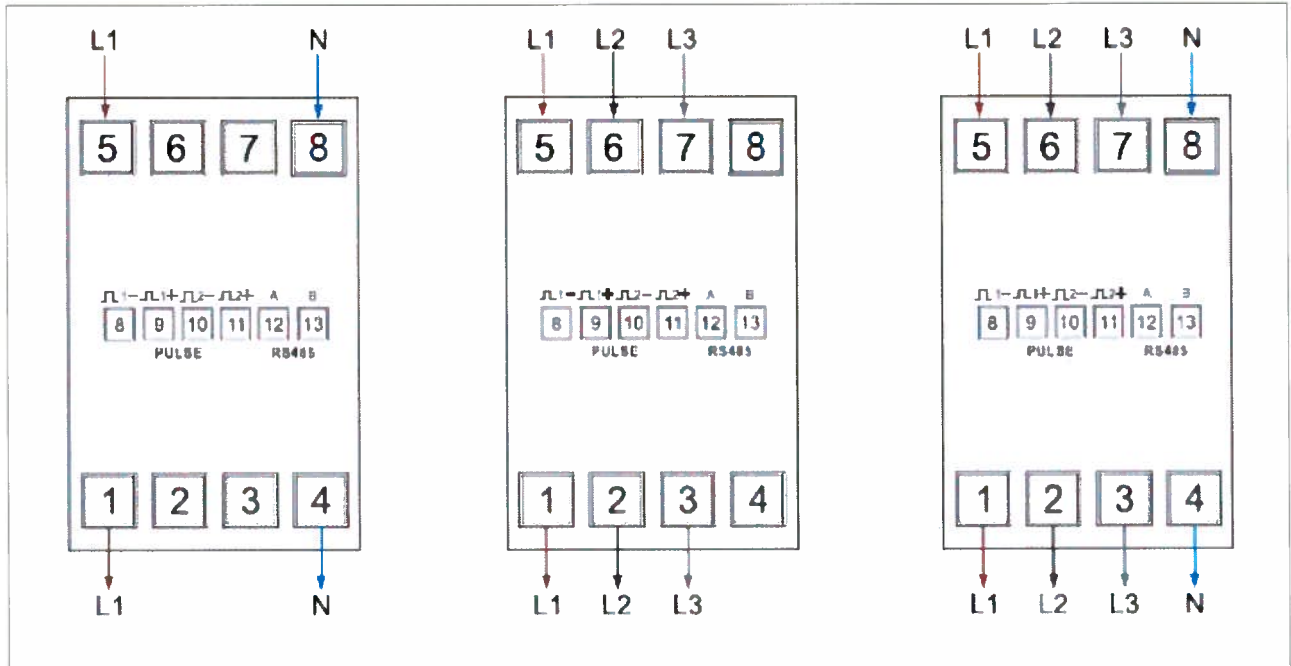 L1 N
5 6 7 8
⎍1- ⎍1+ ⎍2- ⎍2+ A B
8 9 10 11 12 13
PULSE RS485
1 2 3 4
L1 N
L1 L2 L3
5 6 7 8
⎍1- ⎍1+ ⎍2- ⎍2+ A B
8 9 10 11 12 13
PULSE RS485
1 2 3 4
L1 L2 L3
L1 L2 L3 N
5 6 7 8
⎍1- ⎍1+ ⎍2- ⎍2+ A B
8 9 10 11 12 13
PULSE RS485
1 2 3 4
L1 L2 L3 N